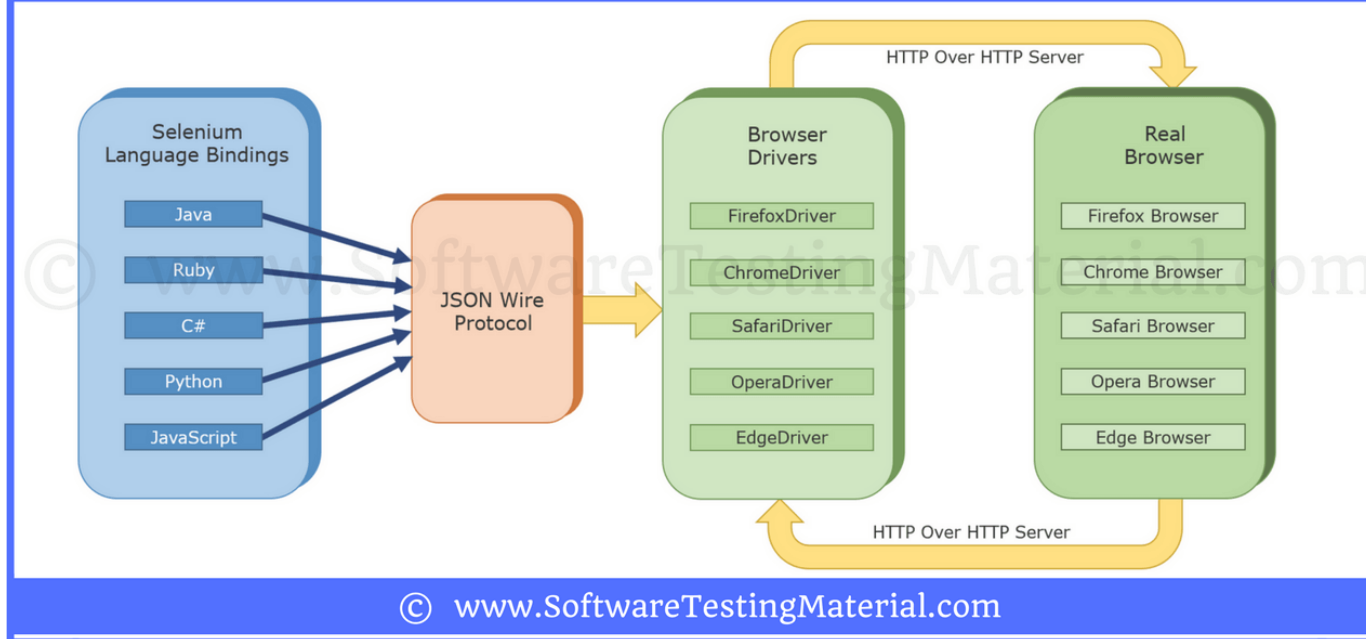 HTTP Over HTTP Server
Selenium
Language Bindings
Java
Ruby
C#
Python
JavaScript
JSON Wire
Protocol
Browser
Drivers
FirefoxDriver
ChromeDriver
SafariDriver
OperaDriver
EdgeDriver
Real
Browser
Firefox Browser
Chrome Browser
Safari Browser
Opera Browser
Edge Browser
HTTP Over HTTP Server
© www.SoftwareTestingMaterial.com
© www.SoftwareTestingMaterial.com